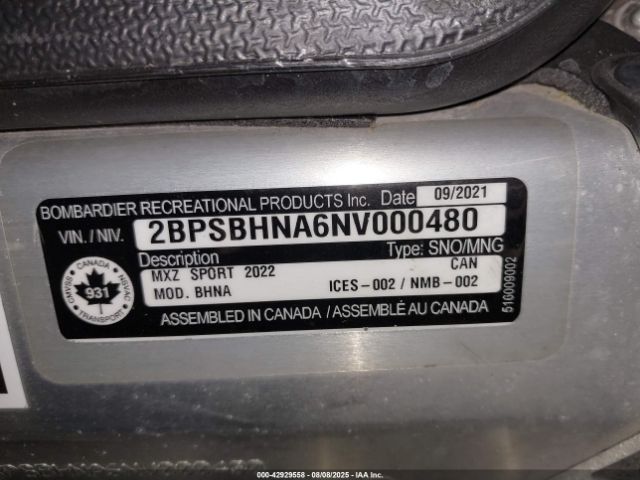 BOMBARDIER RECREATIONAL PRODUCTS Inc. Date 09/2021
VIN. / NIV. 2BPSBHNA6NV000480
Description Type: SNO/MNG
MXZ SPORT 2022 CAN
MOD. BHNA ICES-002 / NMB-002
ASSEMBLED IN CANADA / ASSEMBLÉ AU CANADA
516009002
CANADA
CMVSS
NSVAC
931
TRANSPORT
000-42929558 - 08/08/2025 - IAA Inc.